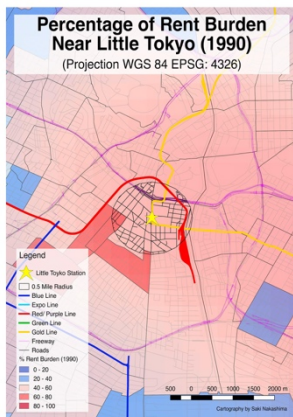 Percentage of Rent Burden
Near Little Tokyo (1990)
(Projection WGS 84 EPSG: 4326)
Legend
Little Toyko Station
0.5 Mile Radius
Blue Line
Expo Line
Red/ Purple Line
Green Line
Gold Line
Freeway
Roads
% Rent Burden (1990)
0 - 20
20 - 40
40 - 60
60 - 80
80 - 100
500 0 500 1000 1500 2000 m
Cartography by Saki Nakashima